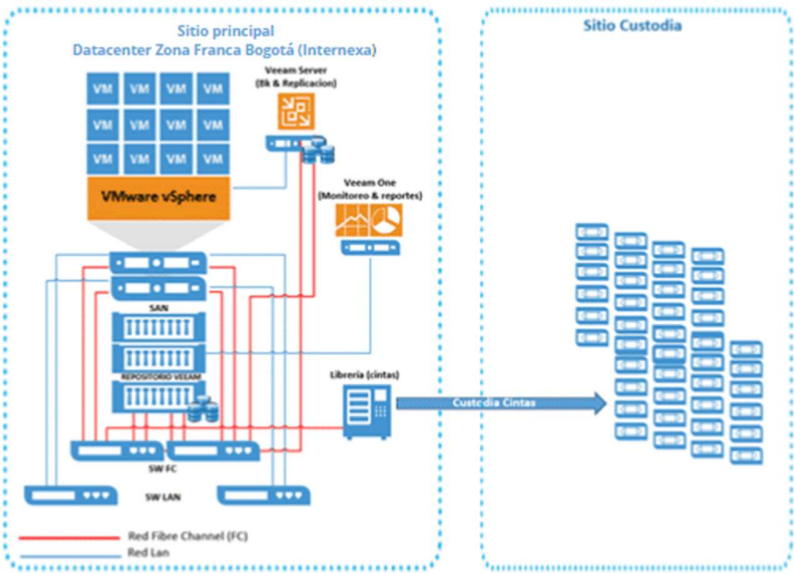 Sitio principal
Datacenter Zona Franca Bogotá (Internexa)
Sitio Custodia
VM VM VM VM
VM VM VM VM
VM VM VM VM
VMware vSphere
Veeam Server
(Bk & Replicacion)
Veeam One
(Monitoreo & reportes)
SAN
REPOSITORIO VEEAM
Libreria (cintas)
Custodia Cintas
SW FC
SW LAN
Red Fibre Channel (FC)
Red Lan